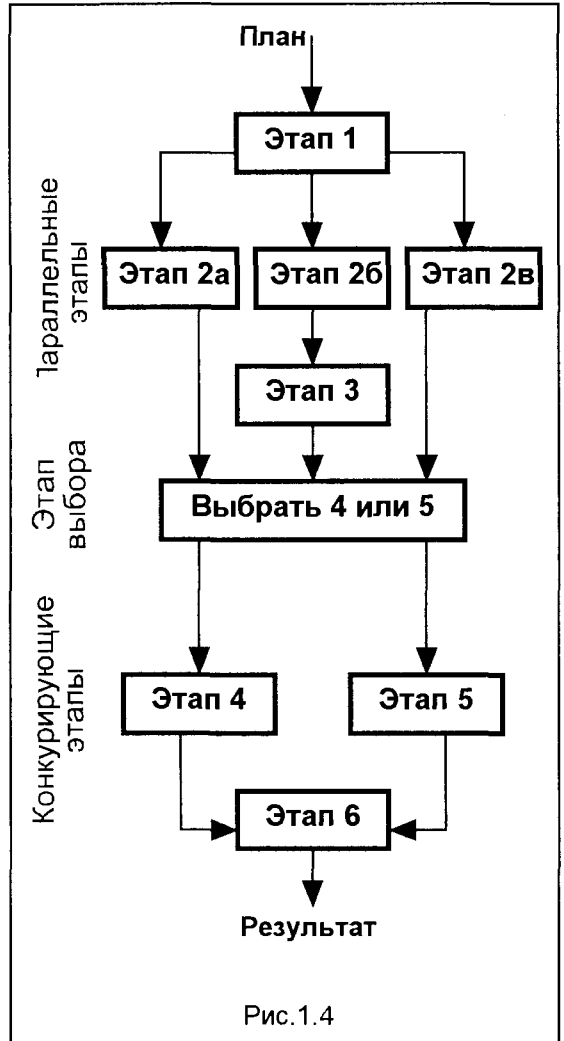 План
Этап 1
Параллельные
этапы
Этап 2а
Этап 2б
Этап 2в
Этап 3
Этап
выбора
Выбрать 4 или 5
Конкурирующие
этапы
Этап 4
Этап 5
Этап 6
Результат
Рис.1.4